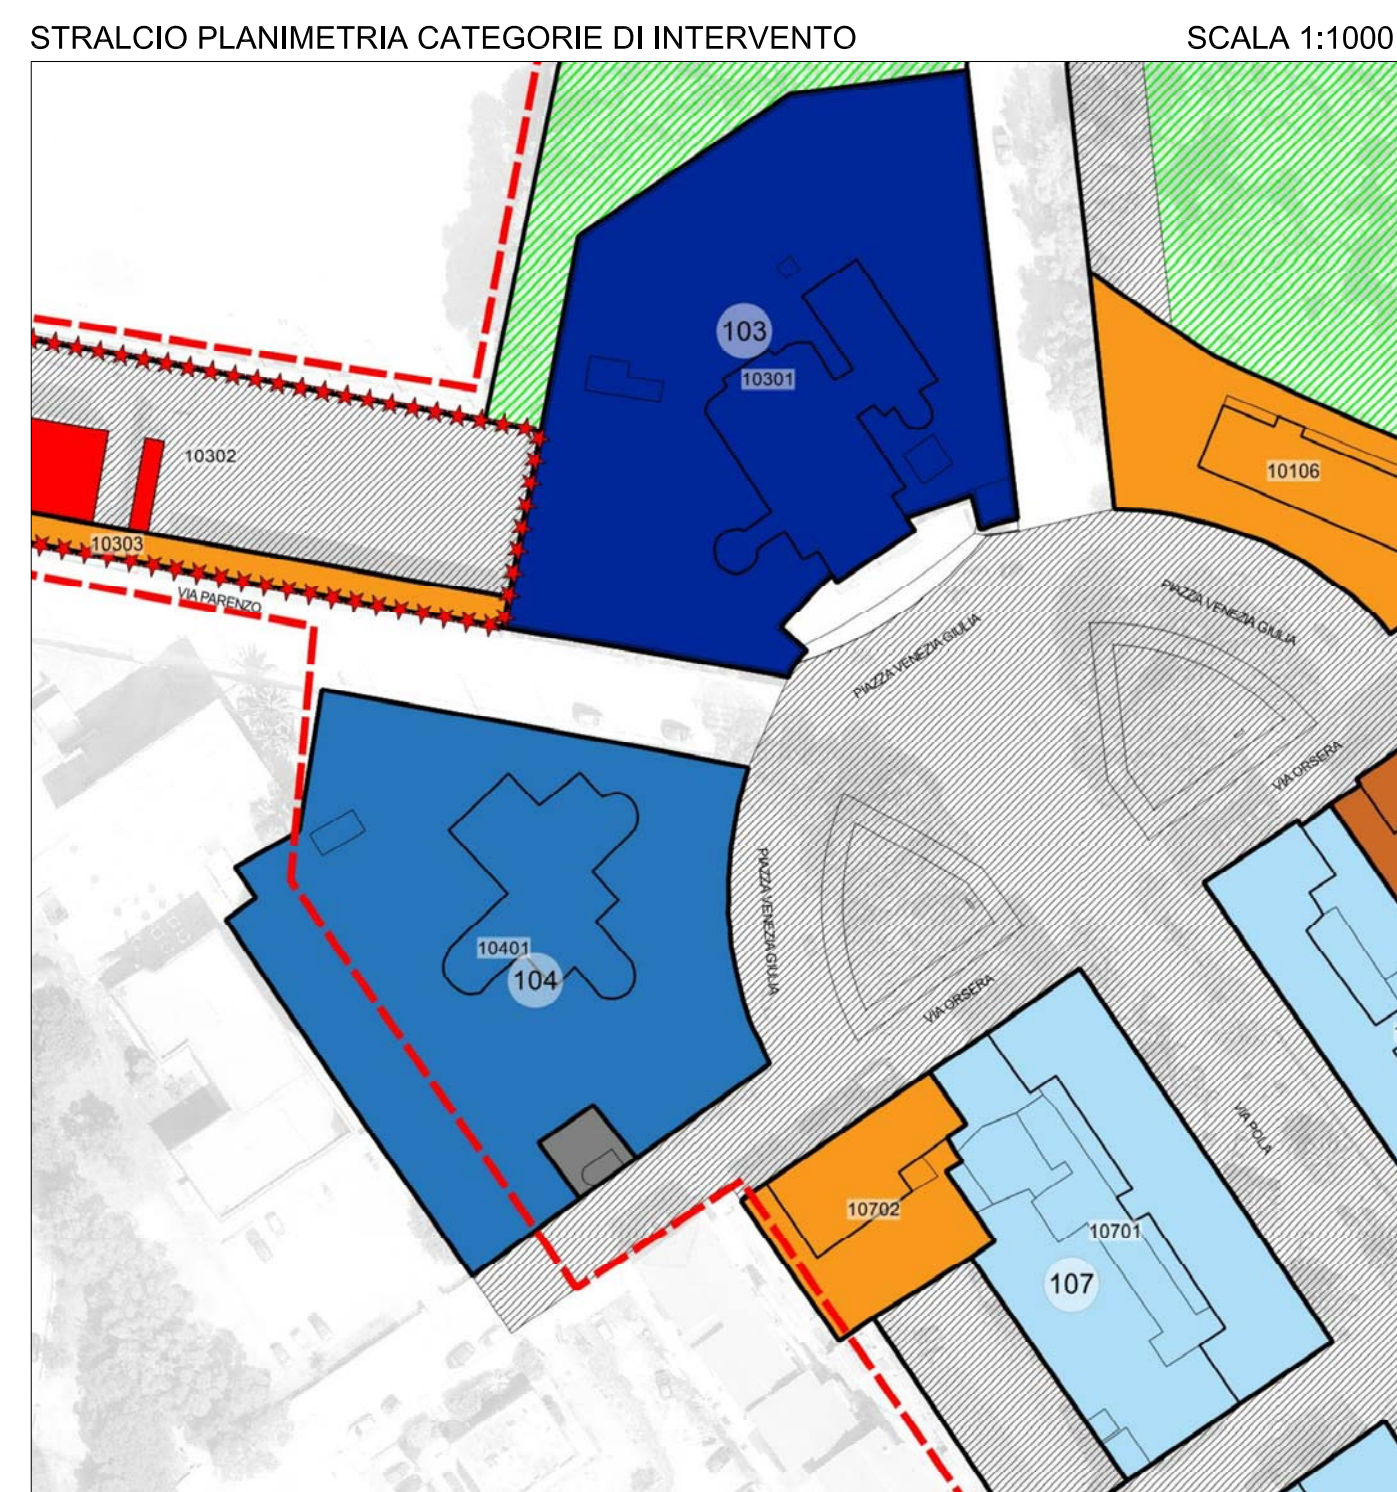 STRALCIO PLANIMETRIA CATEGORIE DI INTERVENTO SCALA 1:1000
103
10301
10302
10106
10303
VIA PARENZO
PIAZZA VENEZIA GIULIA
PIAZZA VENEZIA GIULIA
VIA ORSERA
PIAZZA VENEZIA GIULIA
10401
104
VIA ORSERA
VIA POLA
10702
10701
107